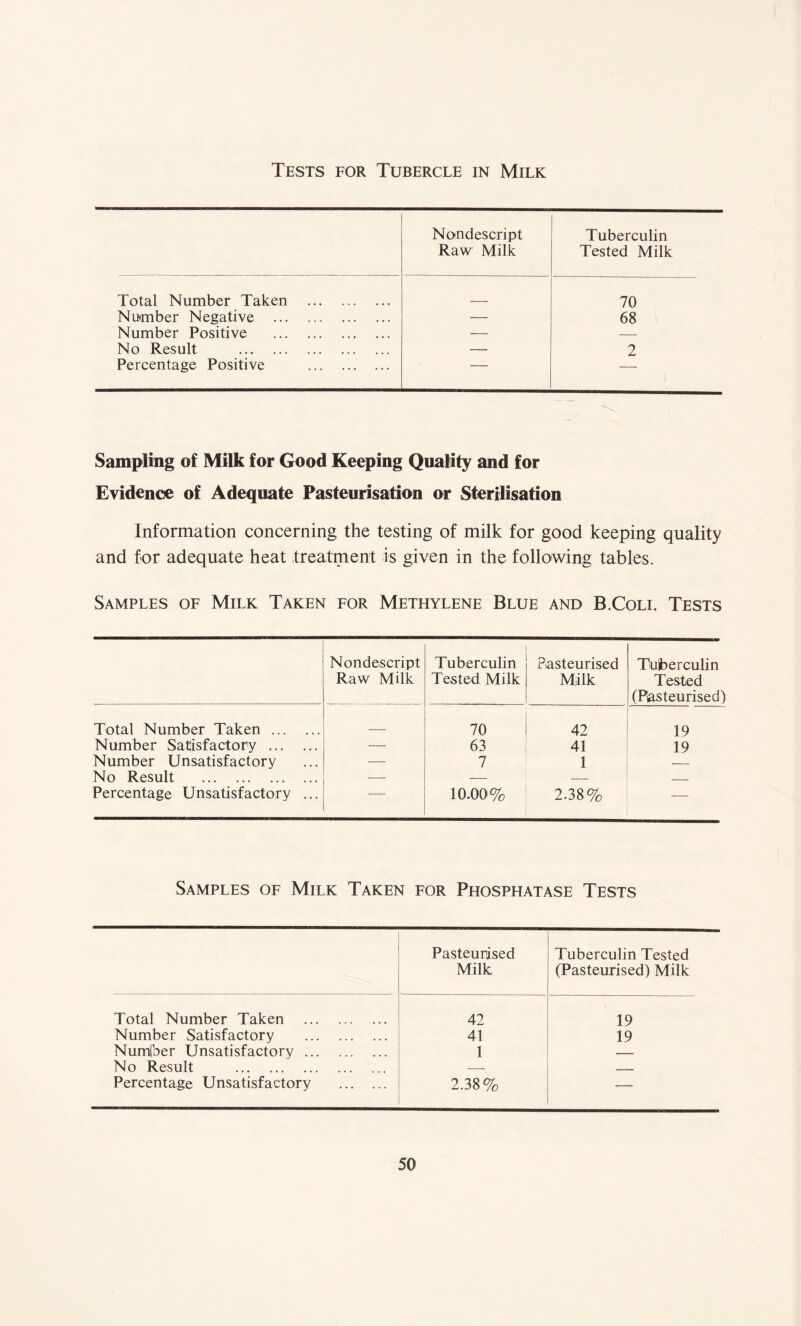 TESTS FOR TUBERCLE IN MILK
Nondescript Raw Milk | Tuberculin Tested Milk
Total Number Taken ... ... ... — 70
Number Negative ... ... ... ... — 68
Number Positive ... ... ... ... — —
No Result ... ... ... ... ... — 2
Percentage Positive ... ... ... — —
Sampling of Milk for Good Keeping Quality and for
Evidence of Adequate Pasteurisation or Sterilisation
Information concerning the testing of milk for good keeping quality
and for adequate heat treatment is given in the following tables.
SAMPLES OF MILK TAKEN FOR METHYLENE BLUE AND B.COLI. TESTS
Nondescript Raw Milk | Tuberculin Tested Milk | Pasteurised Milk | Tuberculin Tested (Pasteurised)
Total Number Taken ... ... — 70 42 19
Number Satisfactory ... ... — 63 41 19
Number Unsatisfactory ... — 7 1 —
No Result ... ... ... ... — — — —
Percentage Unsatisfactory ... — 10.00% 2.38% —
SAMPLES OF MILK TAKEN FOR PHOSPHATASE TESTS
Pasteurised Milk | Tuberculin Tested (Pasteurised) Milk
Total Number Taken ... ... ... 42 19
Number Satisfactory ... ... ... 41 19
Number Unsatisfactory ... ... ... 1 —
No Result ... ... ... ... ... — —
Percentage Unsatisfactory ... ... 2.38% —
50